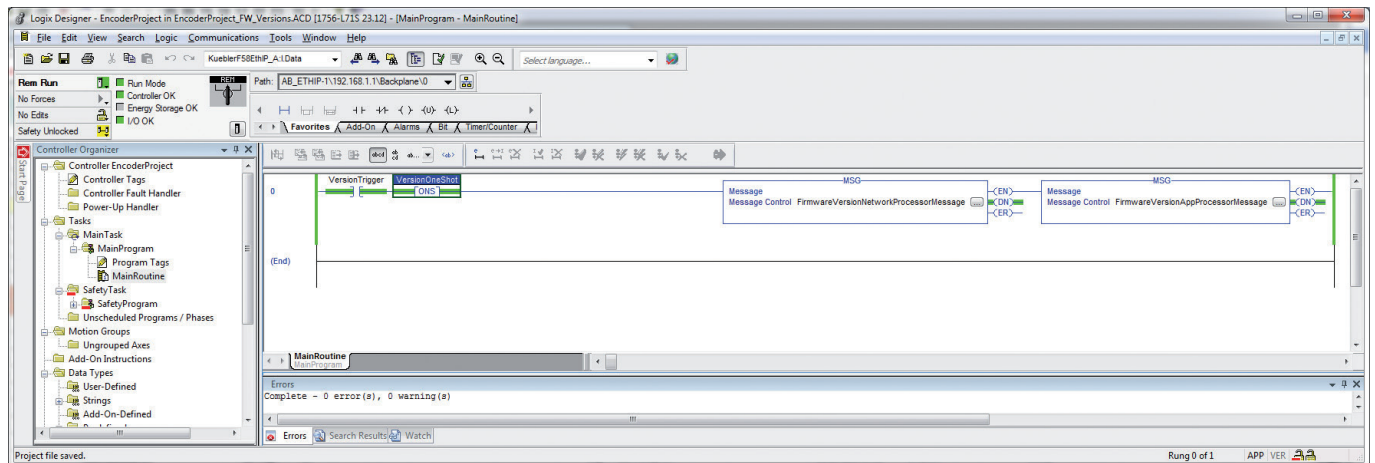 Logix Designer - EncoderProject in EncoderProject_FW_Versions.ACD [1756-L71S 23.12] - [MainProgram - MainRoutine]
File Edit View Search Logic Communications Tools Window Help
KueblerF58EthIP_A:I.Data
Select language...
Rem Run
No Forces
No Edits
Safety Unlocked
Run Mode
Controller OK
Energy Storage OK
I/O OK
REM
Path: AB_ETHIP-1\192.168.1.1\Backplane\0
Favorites Add-On Alarms Bit Timer/Counter
Start Page
Controller Organizer
Controller EncoderProject
Controller Tags
Controller Fault Handler
Power-Up Handler
Tasks
MainTask
MainProgram
Program Tags
MainRoutine
SafetyTask
SafetyProgram
Unscheduled Programs / Phases
Motion Groups
Ungrouped Axes
Add-On Instructions
Data Types
User-Defined
Strings
Add-On-Defined
0
VersionTrigger
VersionOneShot
ONS
MSG
Message
Message Control FirmwareVersionNetworkProcessorMessage ...
EN
DN
ER
MSG
Message
Message Control FirmwareVersionAppProcessorMessage ...
EN
DN
ER
(End)
MainRoutine
MainProgram
Errors
Complete - 0 error(s), 0 warning(s)
Errors Search Results Watch
Project file saved.
Rung 0 of 1 APP VER